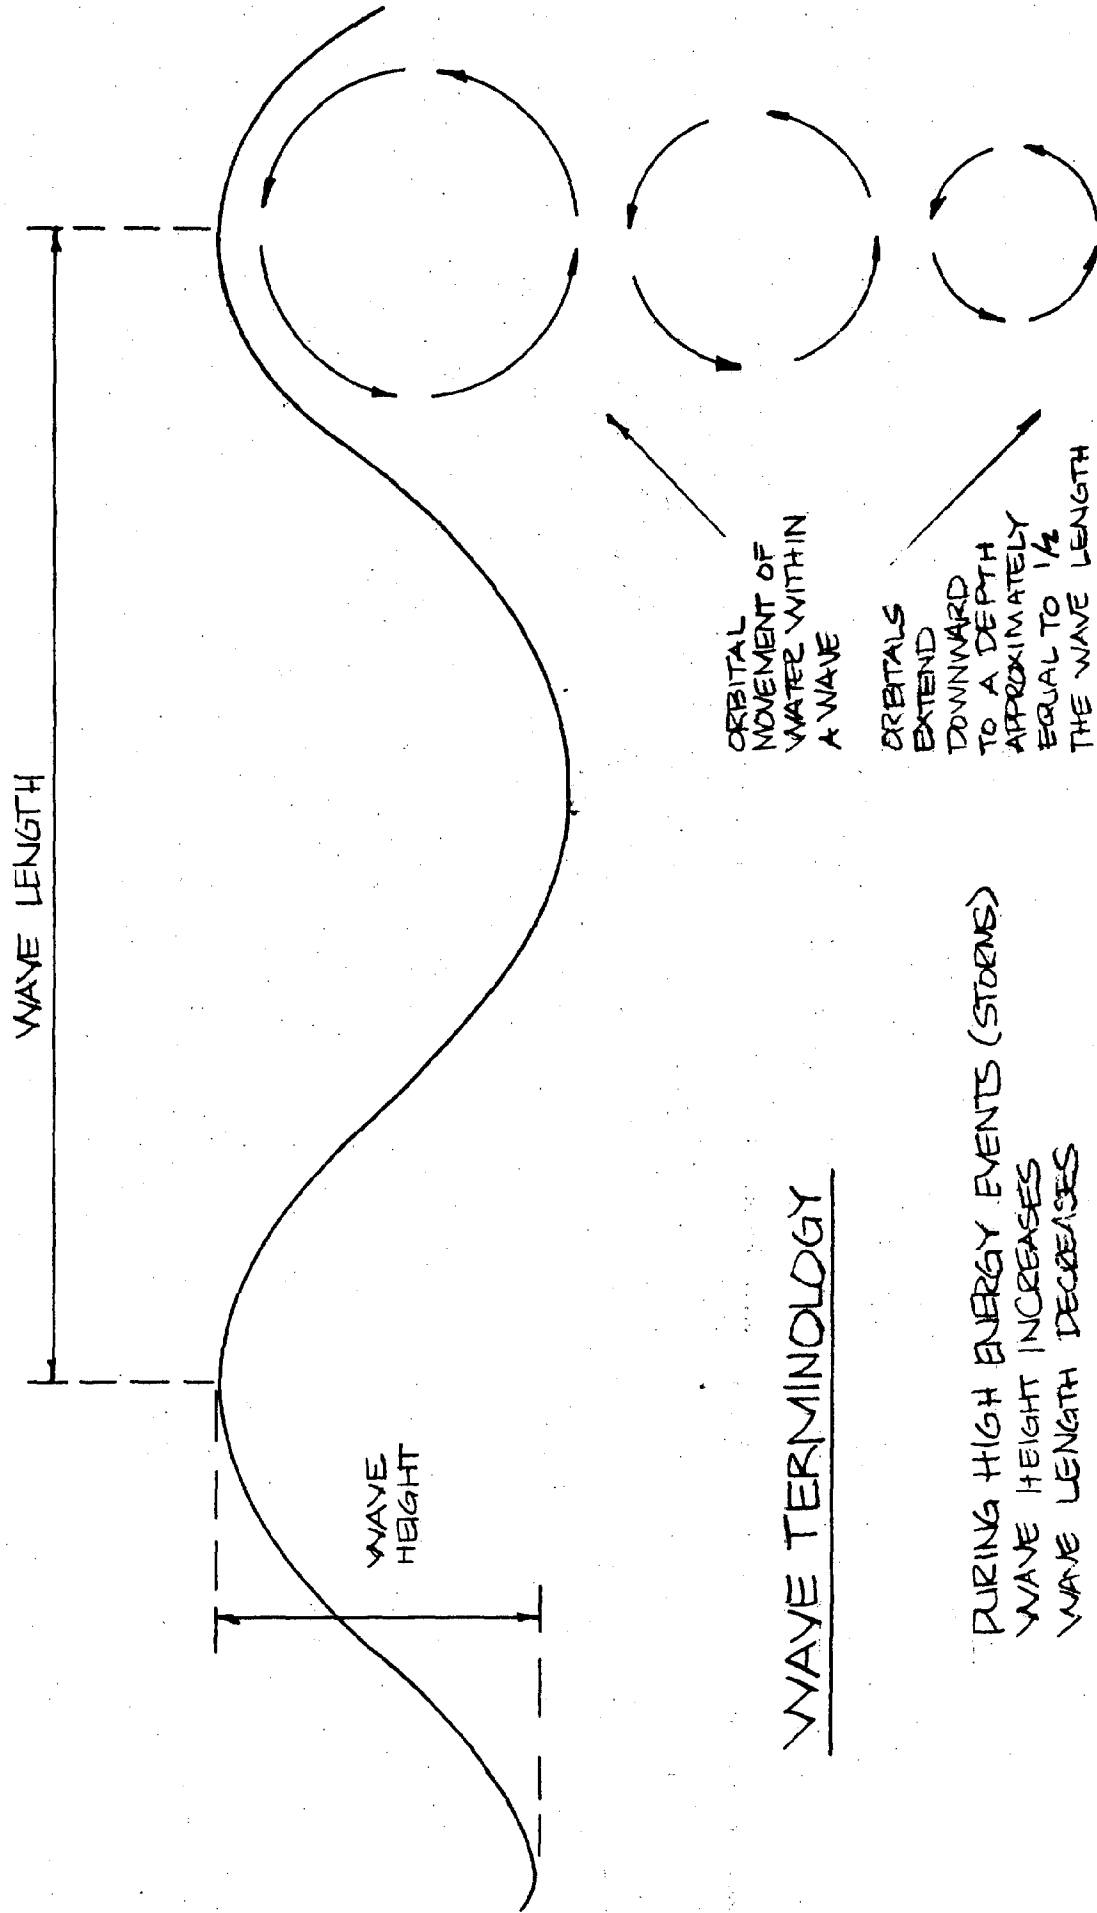 WAVE LENGTH
WAVE
HEIGHT
ORBITAL
MOVEMENT OF
WATER WITHIN
A WAVE
ORBITALS
EXTEND
DOWNWARD
TO A DEPTH
APPROXIMATELY
EQUAL TO 1/2
THE WAVE LENGTH
WAVE TERMINOLOGY
DURING HIGH ENERGY EVENTS (STORMS)
WAVE HEIGHT INCREASES
WAVE LENGTH DECREASES